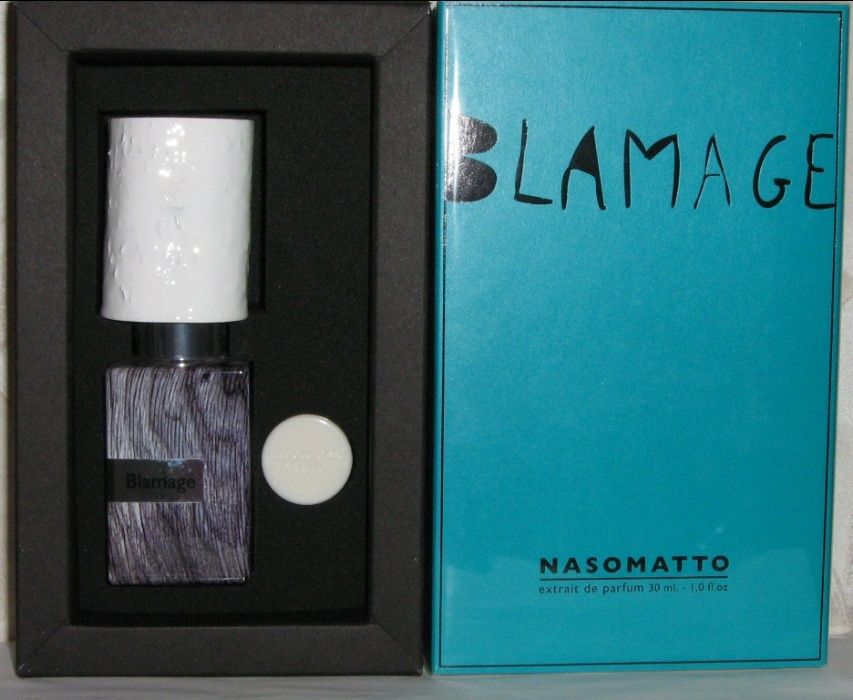 Blamage
BLAMAGE
NASOMATTO
extrait de parfum 30 ml. - 1,0 fl.oz